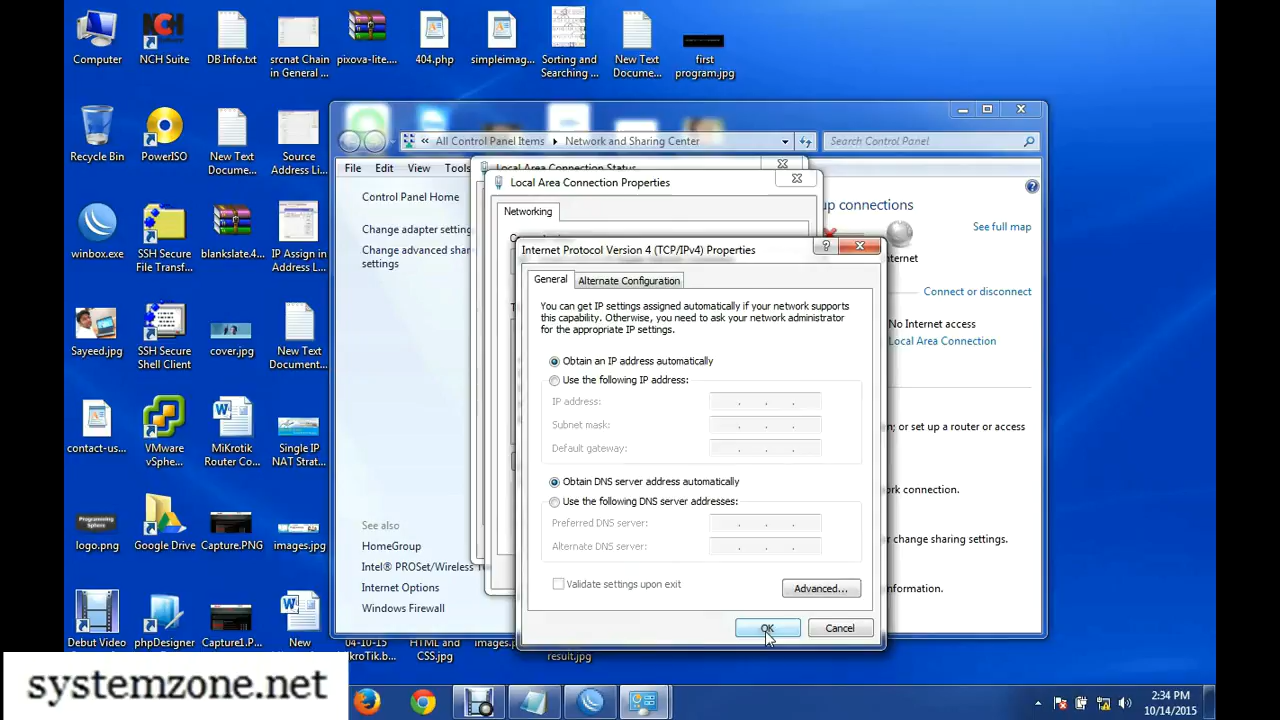 Computer
NCH Suite
DB Info.txt
srcnat Chain
in General ...
pixova-lite....
404.php
simpleimag...
Sorting and
Searching ...
New Text
Docume...
first
program.jpg
Recycle Bin
PowerISO
New Text
Document ...
Source
Address Li...
winbox.exe
SSH Secure
File Transf...
blankslate.4...
IP Assign in
Address L...
Sayeed.jpg
SSH Secure
Shell Client
cover.jpg
New Text
Document...
contact-us...
VMware
vSphe...
MiKrotik
Router Co...
Single IP
NAT Strat...
logo.png
Google Drive
Capture.PNG
images.jpg
Debut Video
phpDesigner
Capture1.P...
New
04-10-15
HTML and
CSS.jpg
images.j
result.jpg
All Control Panel Items
Network and Sharing Center
Search Control Panel
File Edit View Tools
Control Panel Home
Change adapter setting
Change advanced shar
settings
See also
HomeGroup
Intel® PROSet/Wireless T
Internet Options
Windows Firewall
up connections
See full map
ternet
Connect or disconnect
No Internet access
Local Area Connection
n; or set up a router or access
work connection.
r change sharing settings.
nformation.
Local Area Connection Status
Local Area Connection Properties
Networking
Internet Protocol Version 4 (TCP/IPv4) Properties
General
Alternate Configuration
You can get IP settings assigned automatically if your network supports
this capability. Otherwise, you need to ask your network administrator
for the appropriate IP settings.
Obtain an IP address automatically
Use the following IP address:
IP address:
Subnet mask:
Default gateway:
Obtain DNS server address automatically
Use the following DNS server addresses:
Preferred DNS server:
Alternate DNS server:
Validate settings upon exit
Advanced...
OK
Cancel
systemzone.net
2:34 PM
10/14/2015